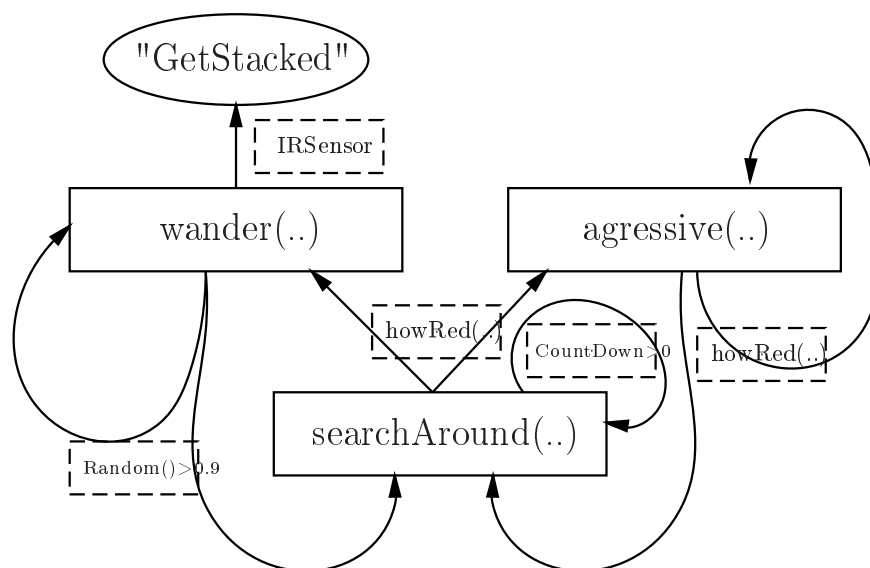 "GetStacked"
IRSensor
wander(..)
agressive(..)
howRed(..)
CountDown>0
howRed(..)
searchAround(..)
Random()>0.9